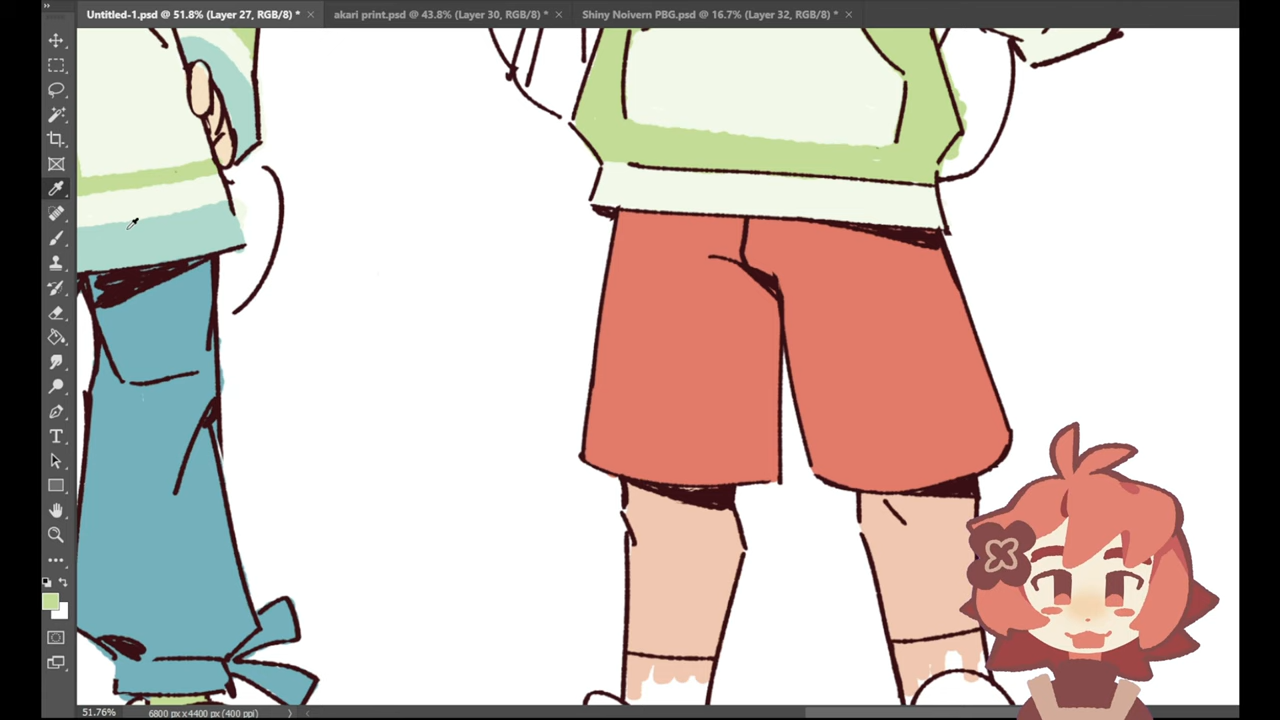 Untitled-1.psd @ 51.8% (Layer 27, RGB/8) * ×
akari print.psd @ 43.8% (Layer 30, RGB/8) * ×
Shiny Noivern PBG.psd @ 16.7% (Layer 32, RGB/8) * ×
51.76%
6800 px x 4400 px (400 ppi)